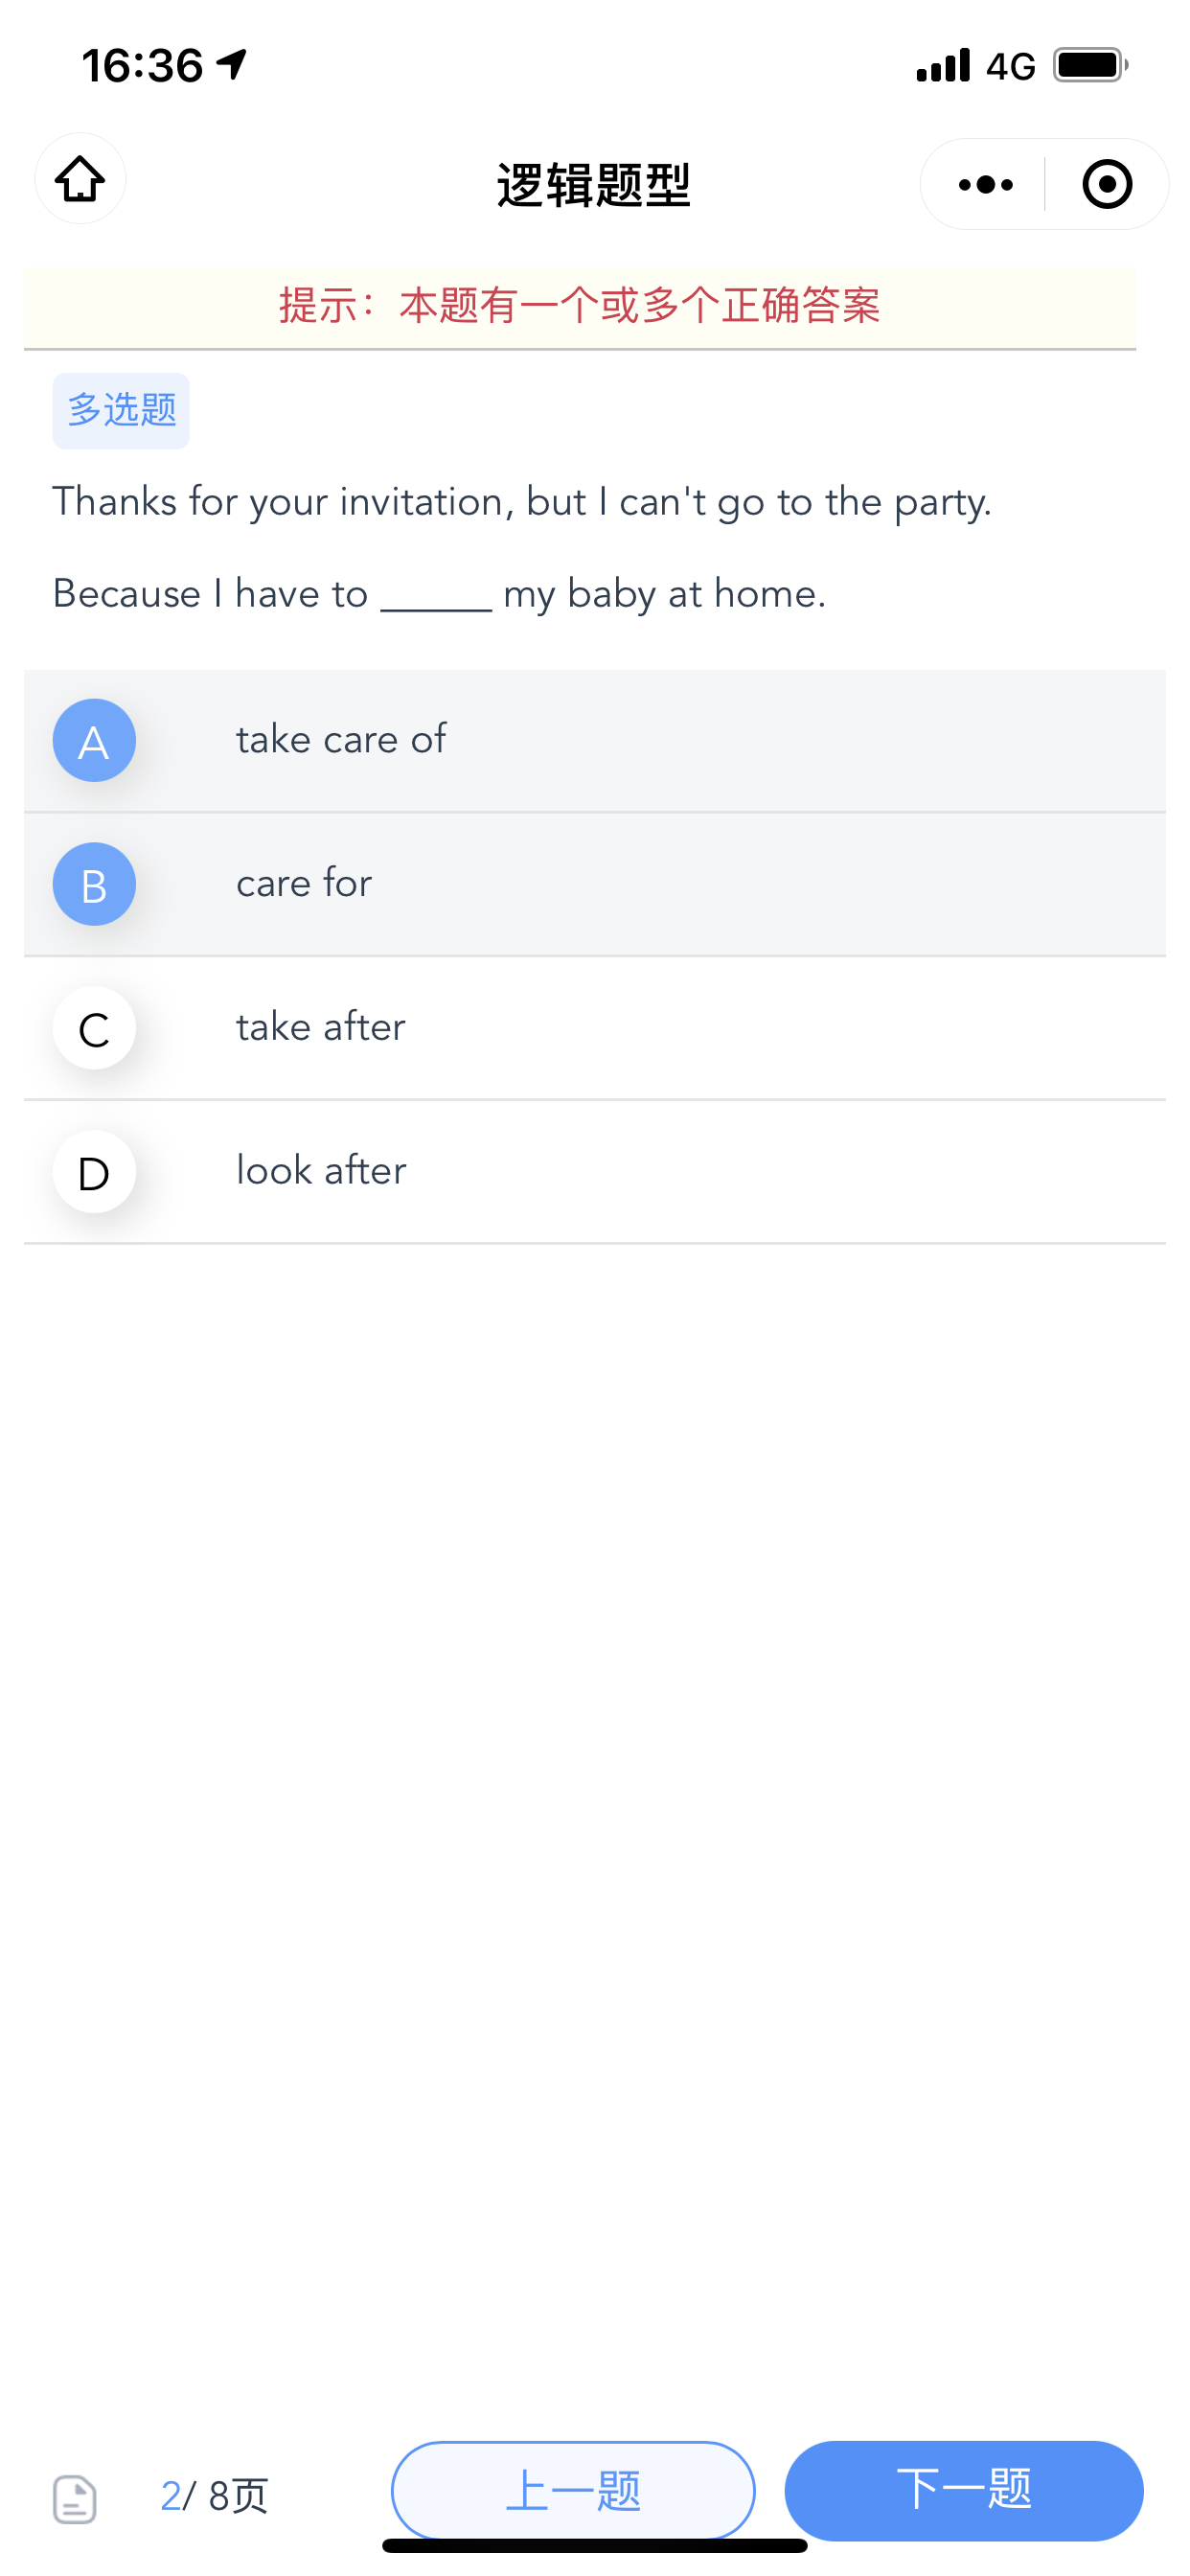 16:36
4G
逻辑题型
提示：本题有一个或多个正确答案
多选题
Thanks for your invitation, but I can't go to the party.
Because I have to ______ my baby at home.
A take care of
B care for
C take after
D look after
2/ 8页
上一题
下一题